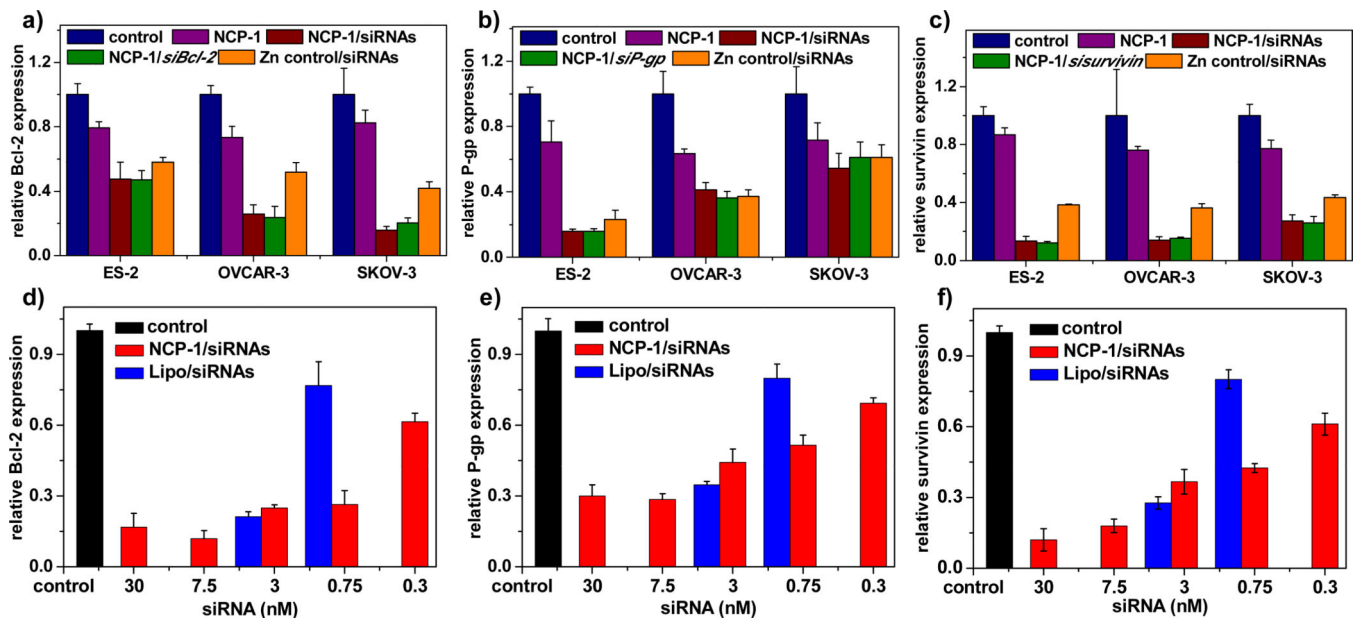 a)
control NCP-1 NCP-1/siRNAs
NCP-1/siBcl-2 Zn control/siRNAs
relative Bcl-2 expression
1.2
0.8
0.4
0.0
ES-2 OVCAR-3 SKOV-3
b)
control NCP-1 NCP-1/siRNAs
NCP-1/siP-gp Zn control/siRNAs
relative P-gp expression
1.2
0.9
0.6
0.3
0.0
ES-2 OVCAR-3 SKOV-3
c)
control NCP-1 NCP-1/siRNAs
NCP-1/sisurvivin Zn control/siRNAs
relative survivin expression
1.2
0.8
0.4
0.0
ES-2 OVCAR-3 SKOV-3
d)
control
NCP-1/siRNAs
Lipo/siRNAs
relative Bcl-2 expression
0.9
0.6
0.3
0.0
control 30 7.5 3 0.75 0.3
siRNA (nM)
e)
control
NCP-1/siRNAs
Lipo/siRNAs
relative P-gp expression
0.9
0.6
0.3
0.0
control 30 7.5 3 0.75 0.3
siRNA (nM)
f)
control
NCP-1/siRNAs
Lipo/siRNAs
relative survivin expression
0.9
0.6
0.3
0.0
control 30 7.5 3 0.75 0.3
siRNA (nM)